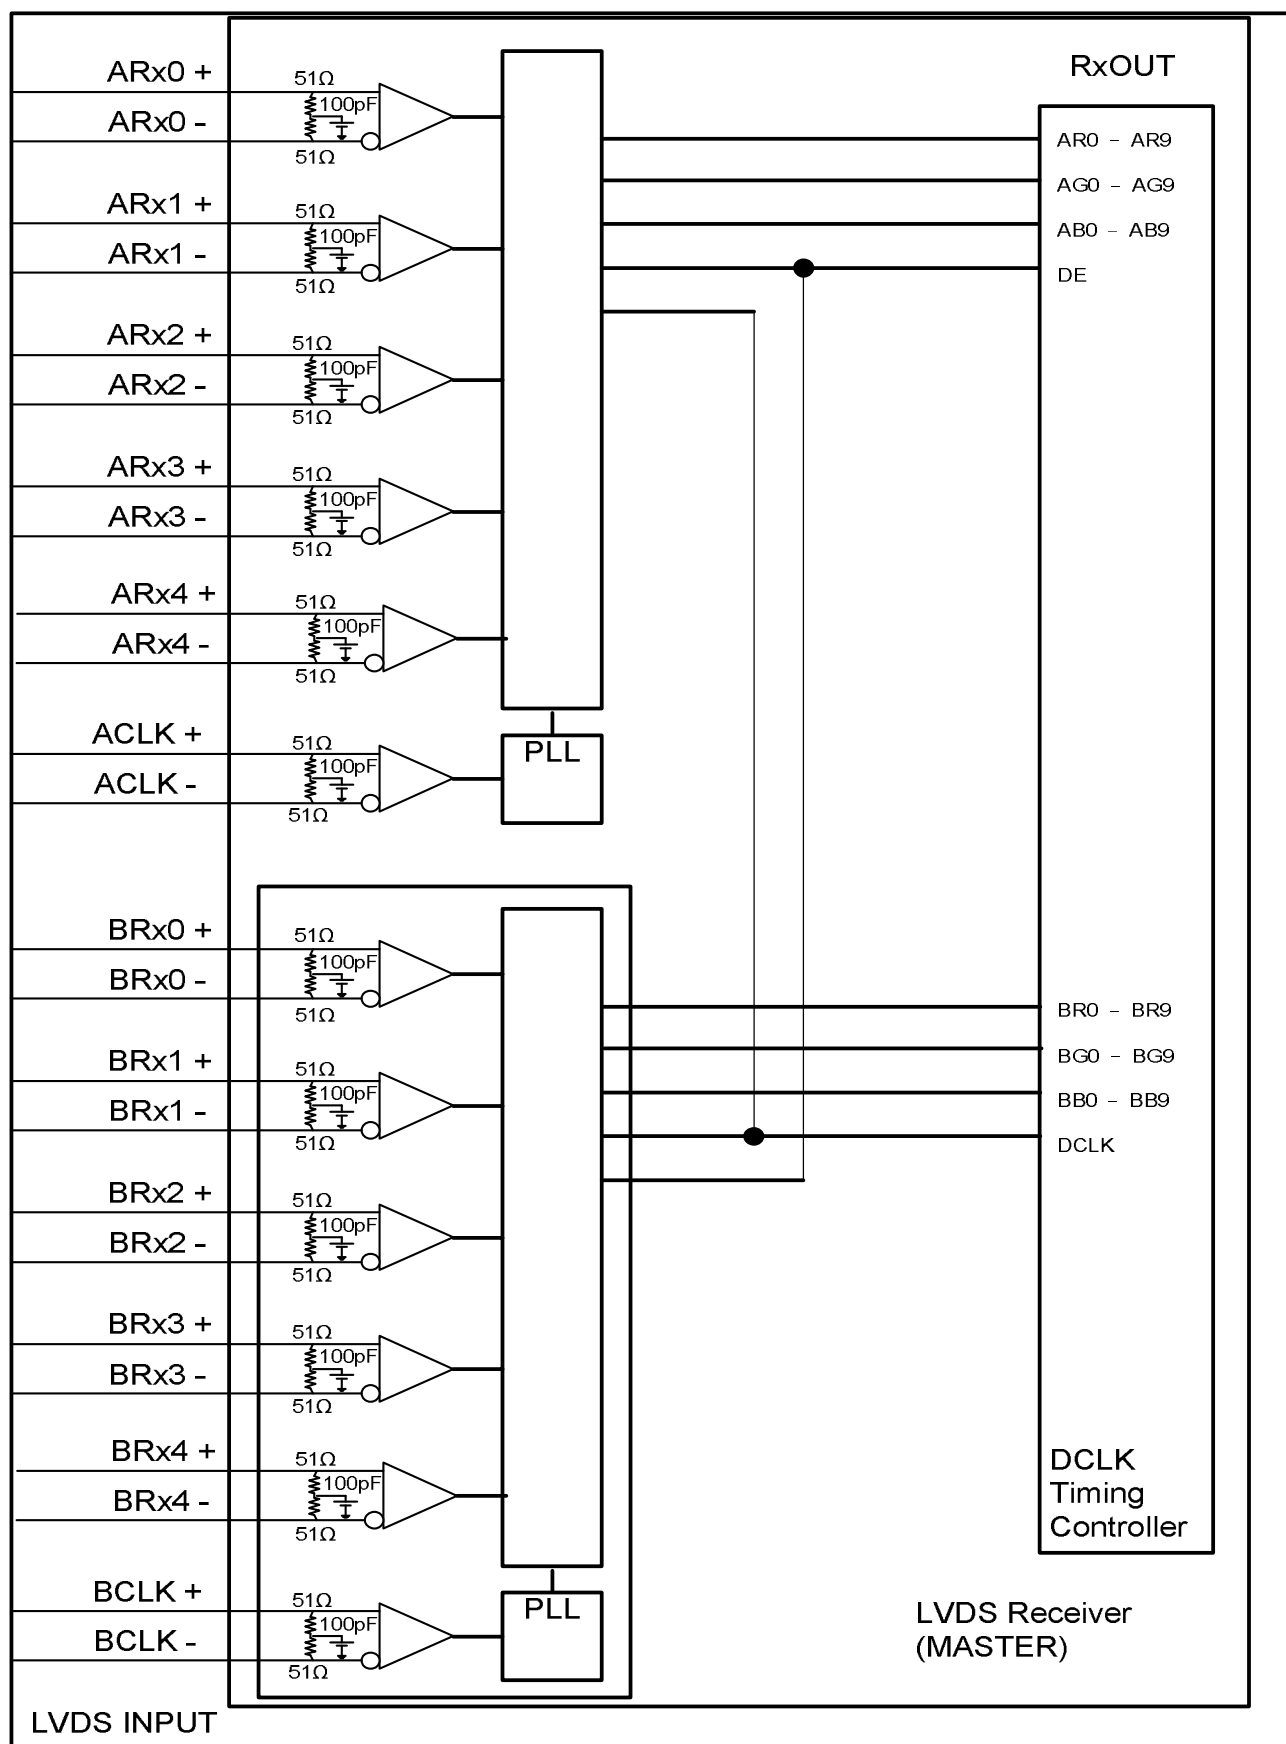 RxOUT
ARx0 +
51Ω
100pF
ARx0 -
51Ω
AR0 - AR9
AG0 - AG9
ARx1 +
51Ω
100pF
ARx1 -
51Ω
AB0 - AB9
DE
ARx2 +
51Ω
100pF
ARx2 -
51Ω
ARx3 +
51Ω
100pF
ARx3 -
51Ω
ARx4 +
51Ω
100pF
ARx4 -
51Ω
ACLK +
51Ω
100pF
ACLK -
51Ω
PLL
BRx0 +
51Ω
100pF
BRx0 -
51Ω
BR0 - BR9
BG0 - BG9
BRx1 +
51Ω
100pF
BRx1 -
51Ω
BB0 - BB9
DCLK
BRx2 +
51Ω
100pF
BRx2 -
51Ω
BRx3 +
51Ω
100pF
BRx3 -
51Ω
BRx4 +
51Ω
100pF
BRx4 -
51Ω
DCLK
Timing
Controller
BCLK +
51Ω
100pF
BCLK -
51Ω
PLL
LVDS Receiver
(MASTER)
LVDS INPUT